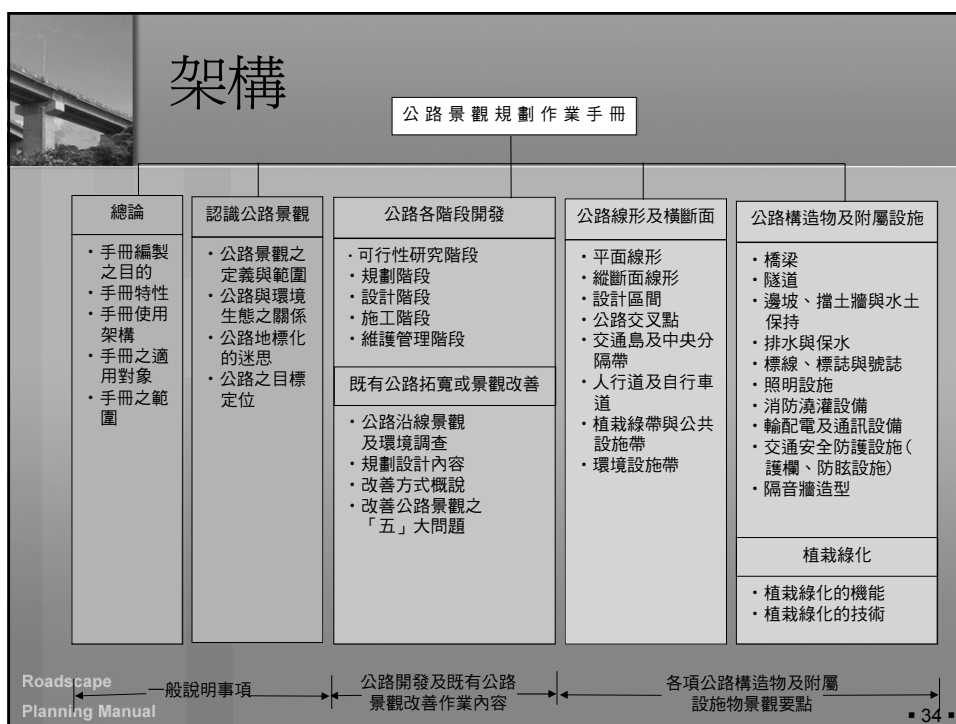 架構
公路景觀規劃作業手冊
總論
・手冊編製
之目的
・手冊特性
・手冊使用
架構
・手冊之適
用對象
・手冊之範
圍
認識公路景觀
・公路景觀之
定義與範圍
・公路與環境
生態之關係
・公路地標化
的迷思
・公路之目標
定位
公路各階段開發
・可行性研究階段
・規劃階段
・設計階段
・施工階段
・維護管理階段
既有公路拓寬或景觀改善
・公路沿線景觀
及環境調查
・規劃設計內容
・改善方式概說
・改善公路景觀之
「五」大問題
公路線形及橫斷面
・平面線形
・縱斷面線形
・設計區間
・公路交叉點
・交通島及中央分
隔帶
・人行道及自行車
道
・植栽綠帶與公共
設施帶
・環境設施帶
公路構造物及附屬設施
・橋梁
・隧道
・邊坡、擋土牆與水土
保持
・排水與保水
・標線、標誌與號誌
・照明設施
・消防澆灌設備
・輸配電及通訊設備
・交通安全防護設施(
護欄、防眩設施)
・隔音牆造型
植栽綠化
・植栽綠化的機能
・植栽綠化的技術
一般說明事項
公路開發及既有公路
景觀改善作業內容
各項公路構造物及附屬
設施物景觀要點
Roadscape
Planning Manual
▪ 34 ▪